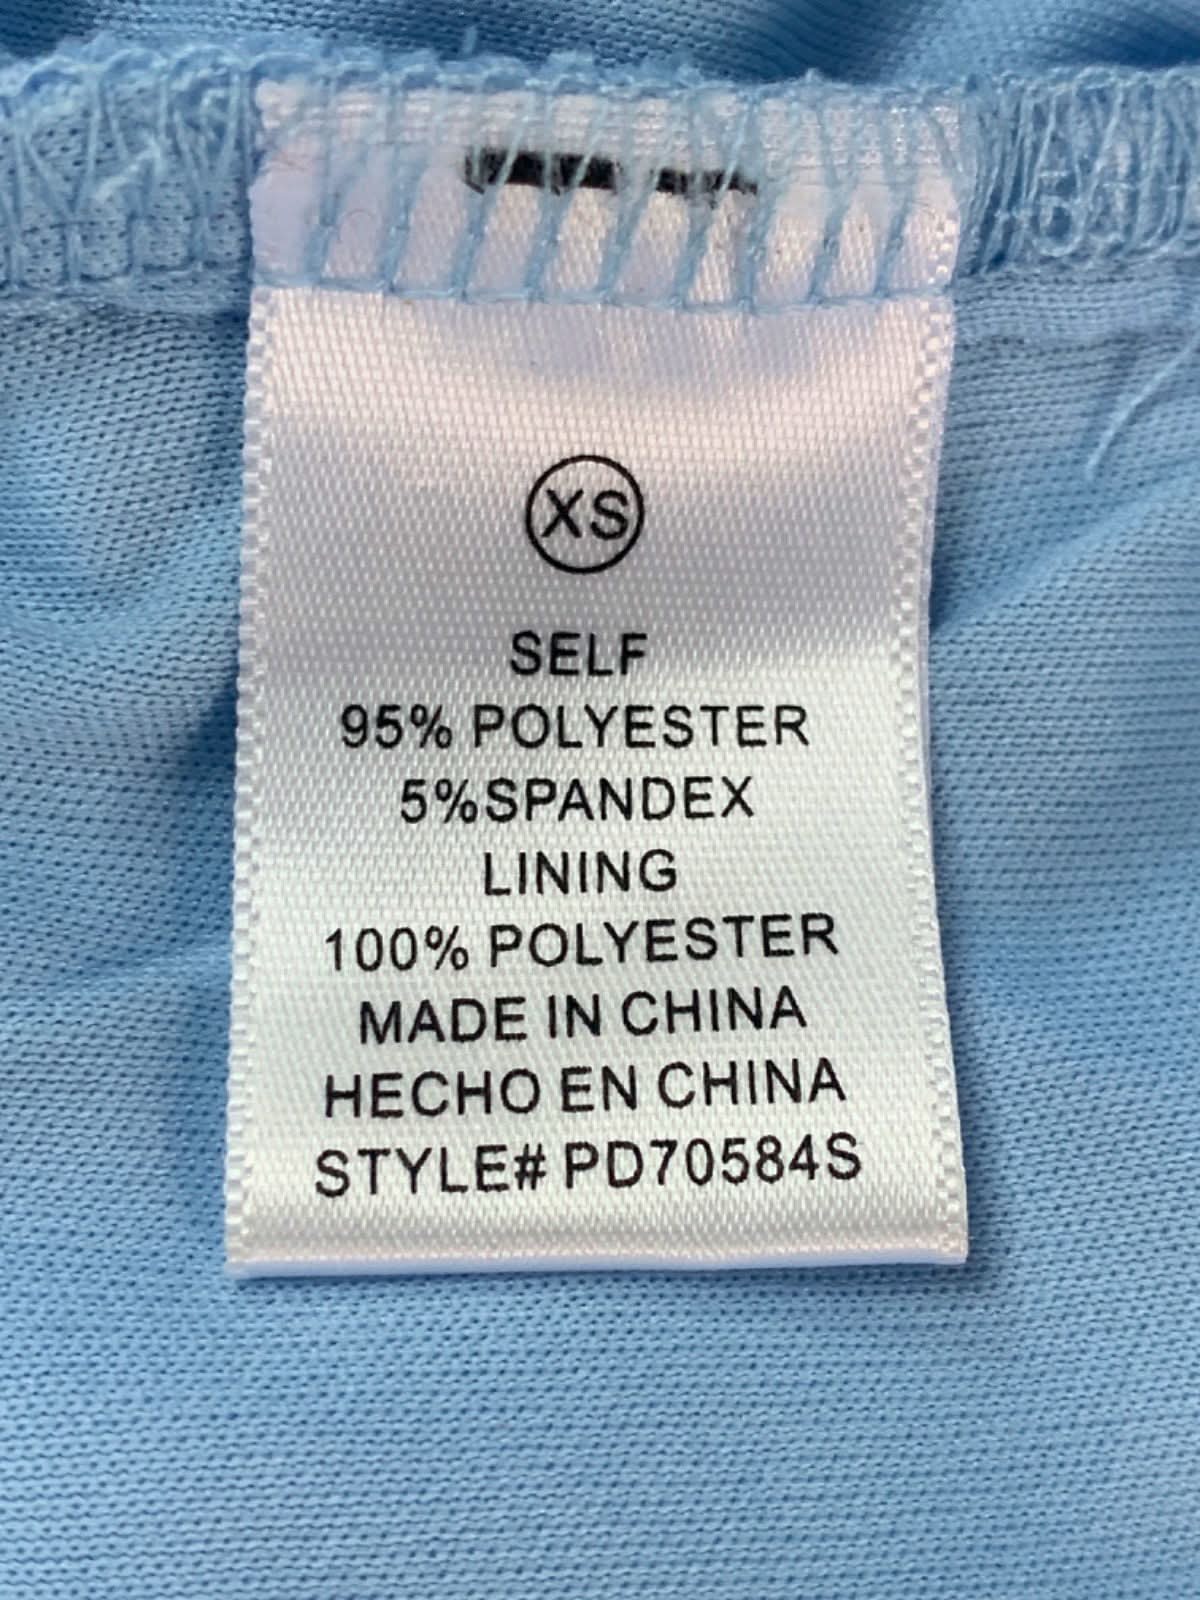 XS
SELF
95% POLYESTER
5%SPANDEX
LINING
100% POLYESTER
MADE IN CHINA
HECHO EN CHINA
STYLE# PD70584S